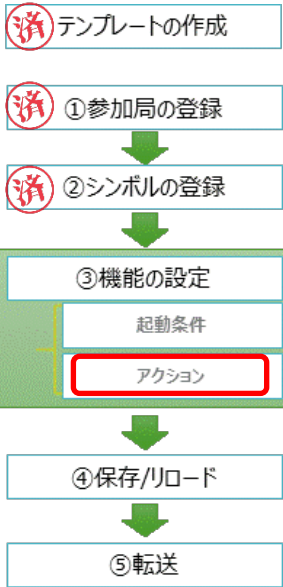 済 テンプレートの作成
済 ①参加局の登録
済 ②シンボルの登録
③機能の設定
起動条件
アクション
④保存/リロード
⑤転送